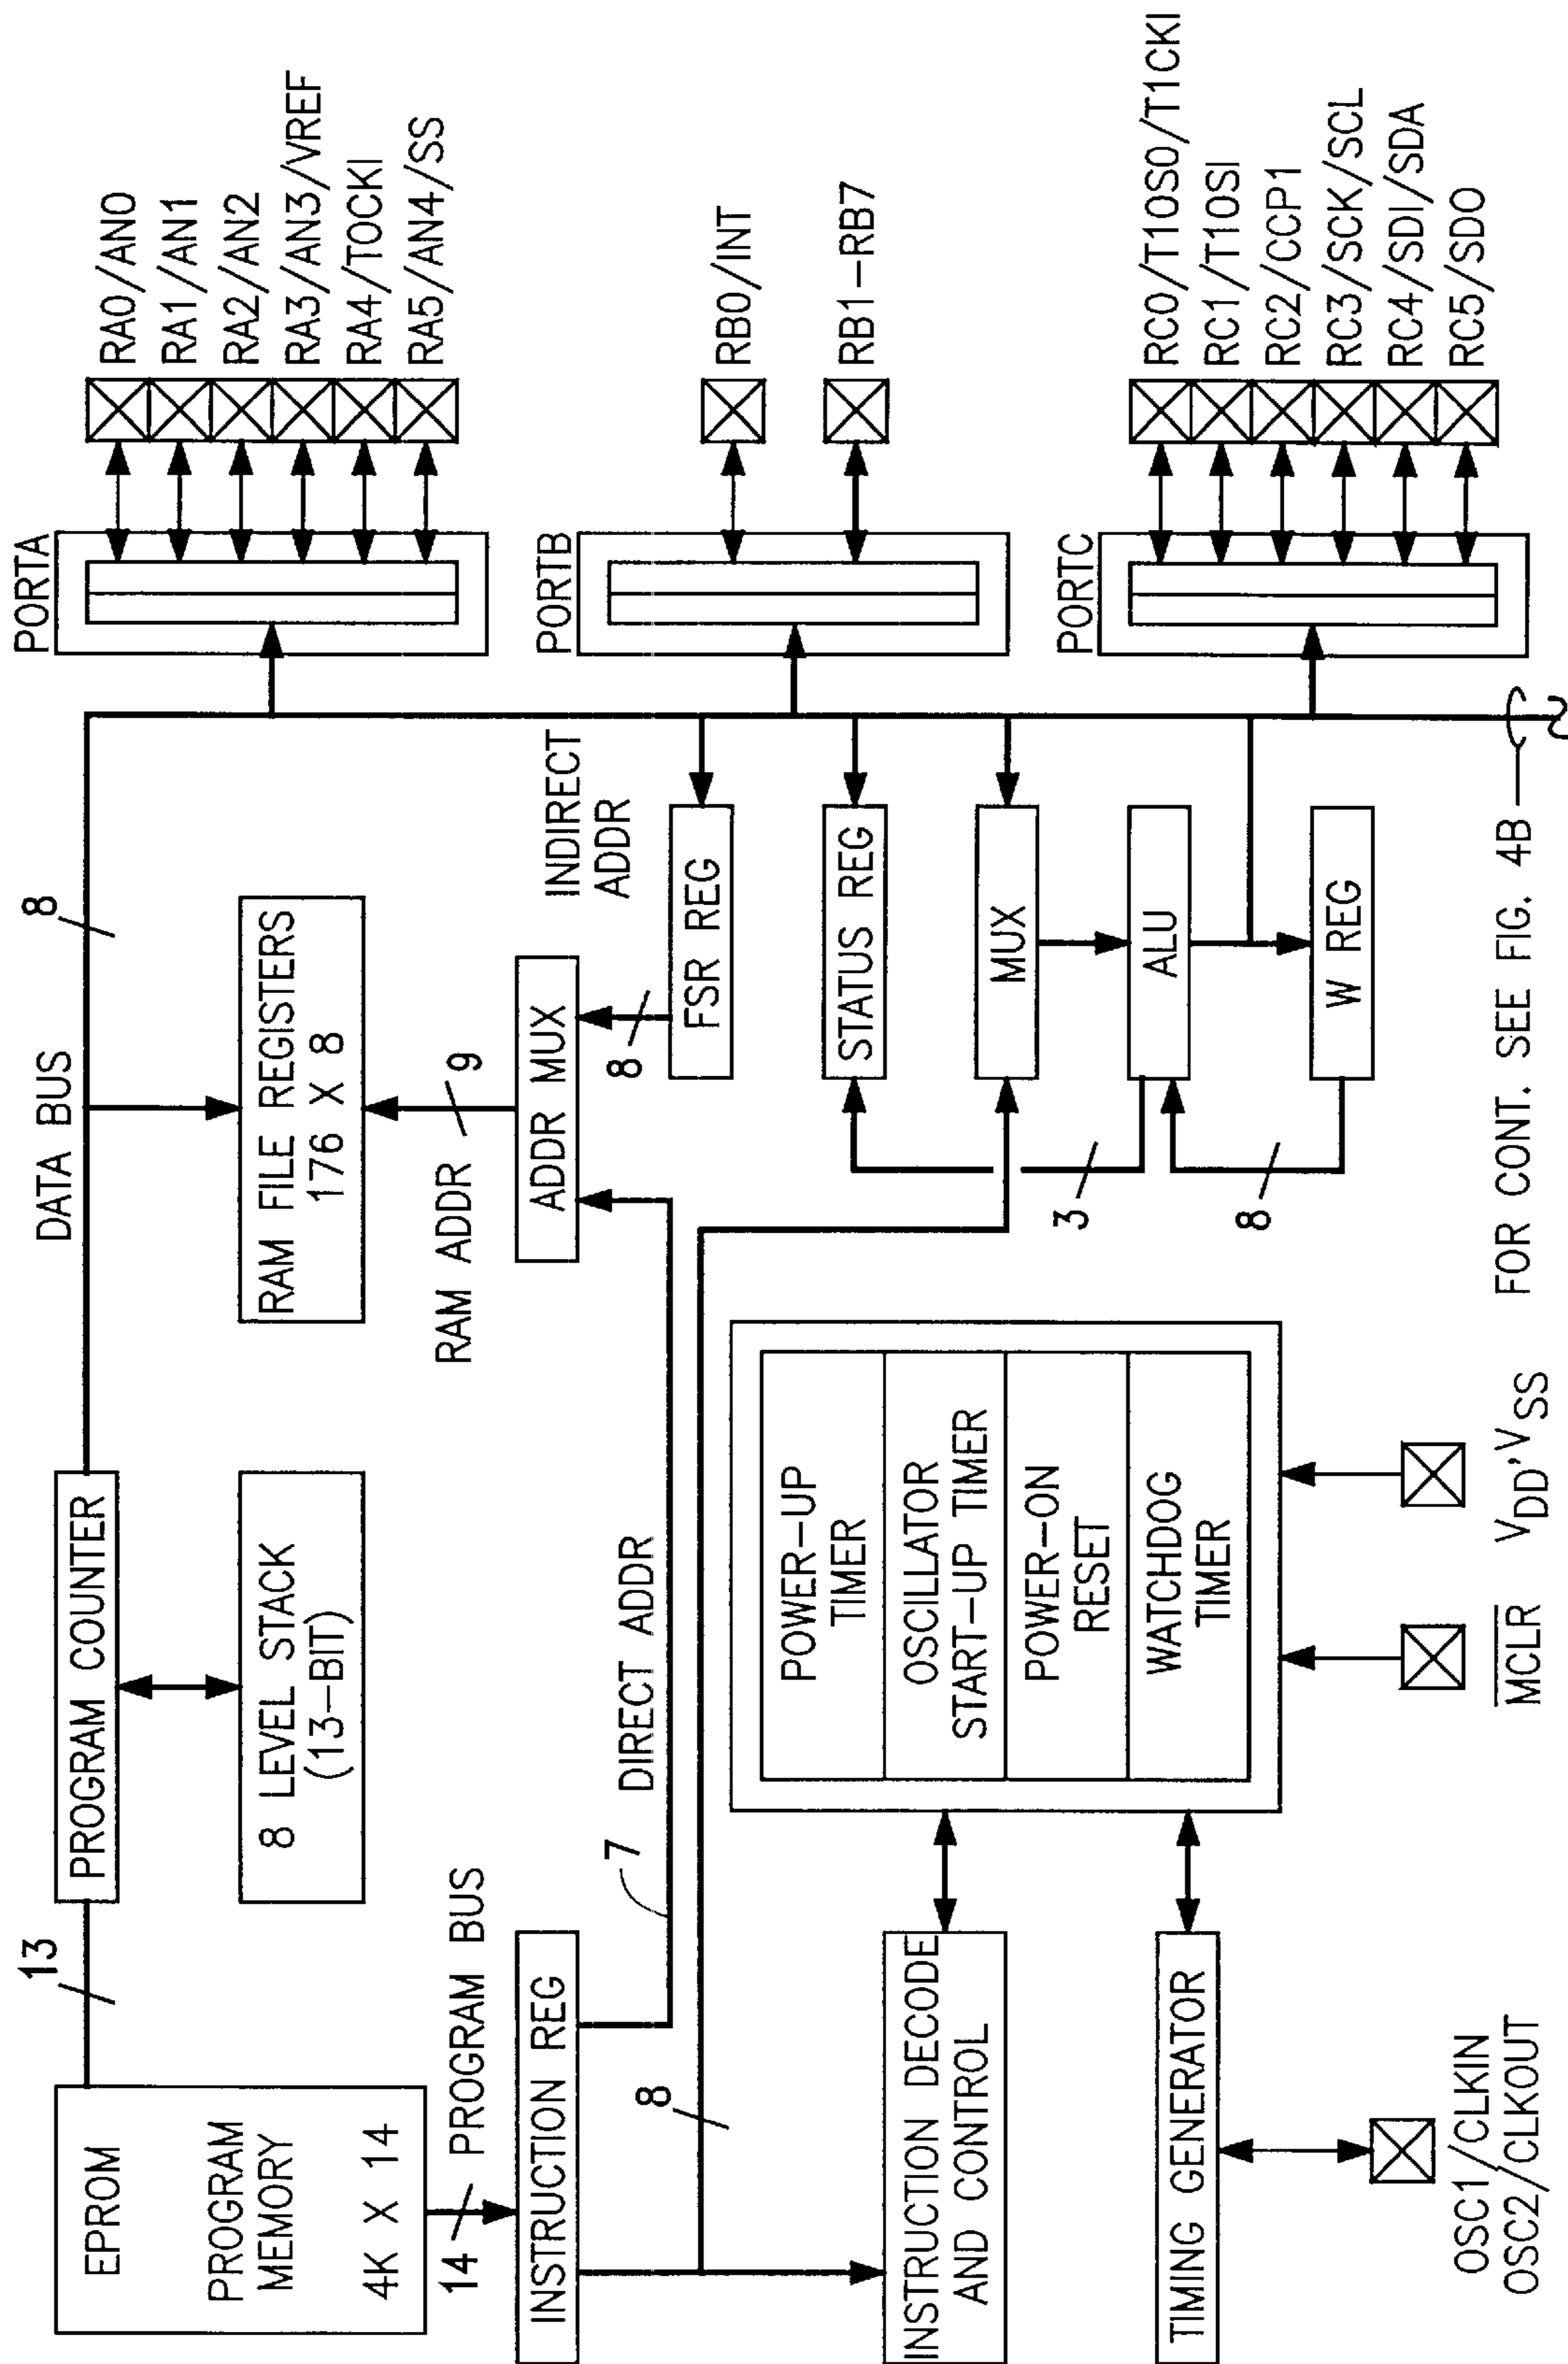 EPROM
PROGRAM
MEMORY
4K X 14
13
PROGRAM COUNTER
8 LEVEL STACK
(13-BIT)
DATA BUS
8
RAM FILE REGISTERS
176 X 8
RAM ADDR
9
ADDR MUX
14
PROGRAM BUS
INSTRUCTION REG
7
DIRECT ADDR
8
INDIRECT
ADDR
FSR REG
8
STATUS REG
MUX
3
ALU
8
W REG
INSTRUCTION DECODE
AND CONTROL
TIMING GENERATOR
POWER-UP
TIMER
OSCILLATOR
START-UP TIMER
POWER-ON
RESET
WATCHDOG
TIMER
OSC1/CLKIN
OSC2/CLKOUT
MCLR
VDD'VSS
FOR CONT. SEE FIG. 4B
PORTA
RA0/AN0
RA1/AN1
RA2/AN2
RA3/AN3/VREF
RA4/TOCKI
RA5/AN4/SS
PORTB
RB0/INT
RB1-RB7
PORTC
RC0/T1OSO/T1CKI
RC1/T1OSI
RC2/CCP1
RC3/SCK/SCL
RC4/SDI/SDA
RC5/SDO